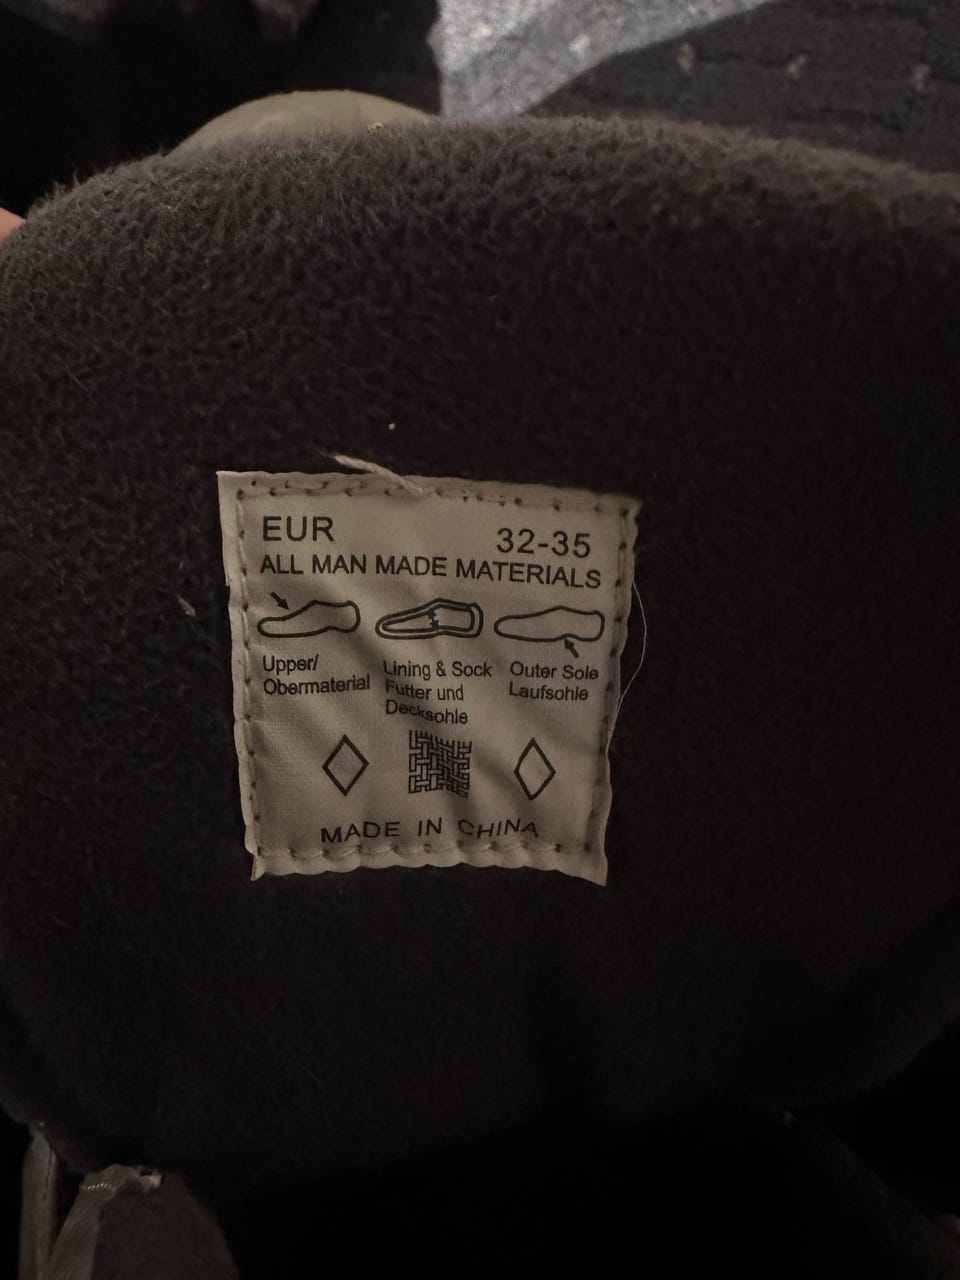 EUR 32-35
ALL MAN MADE MATERIALS
Upper/
Obermaterial
Lining & Sock
Futter und
Decksohle
Outer Sole
Laufsohle
MADE IN CHINA